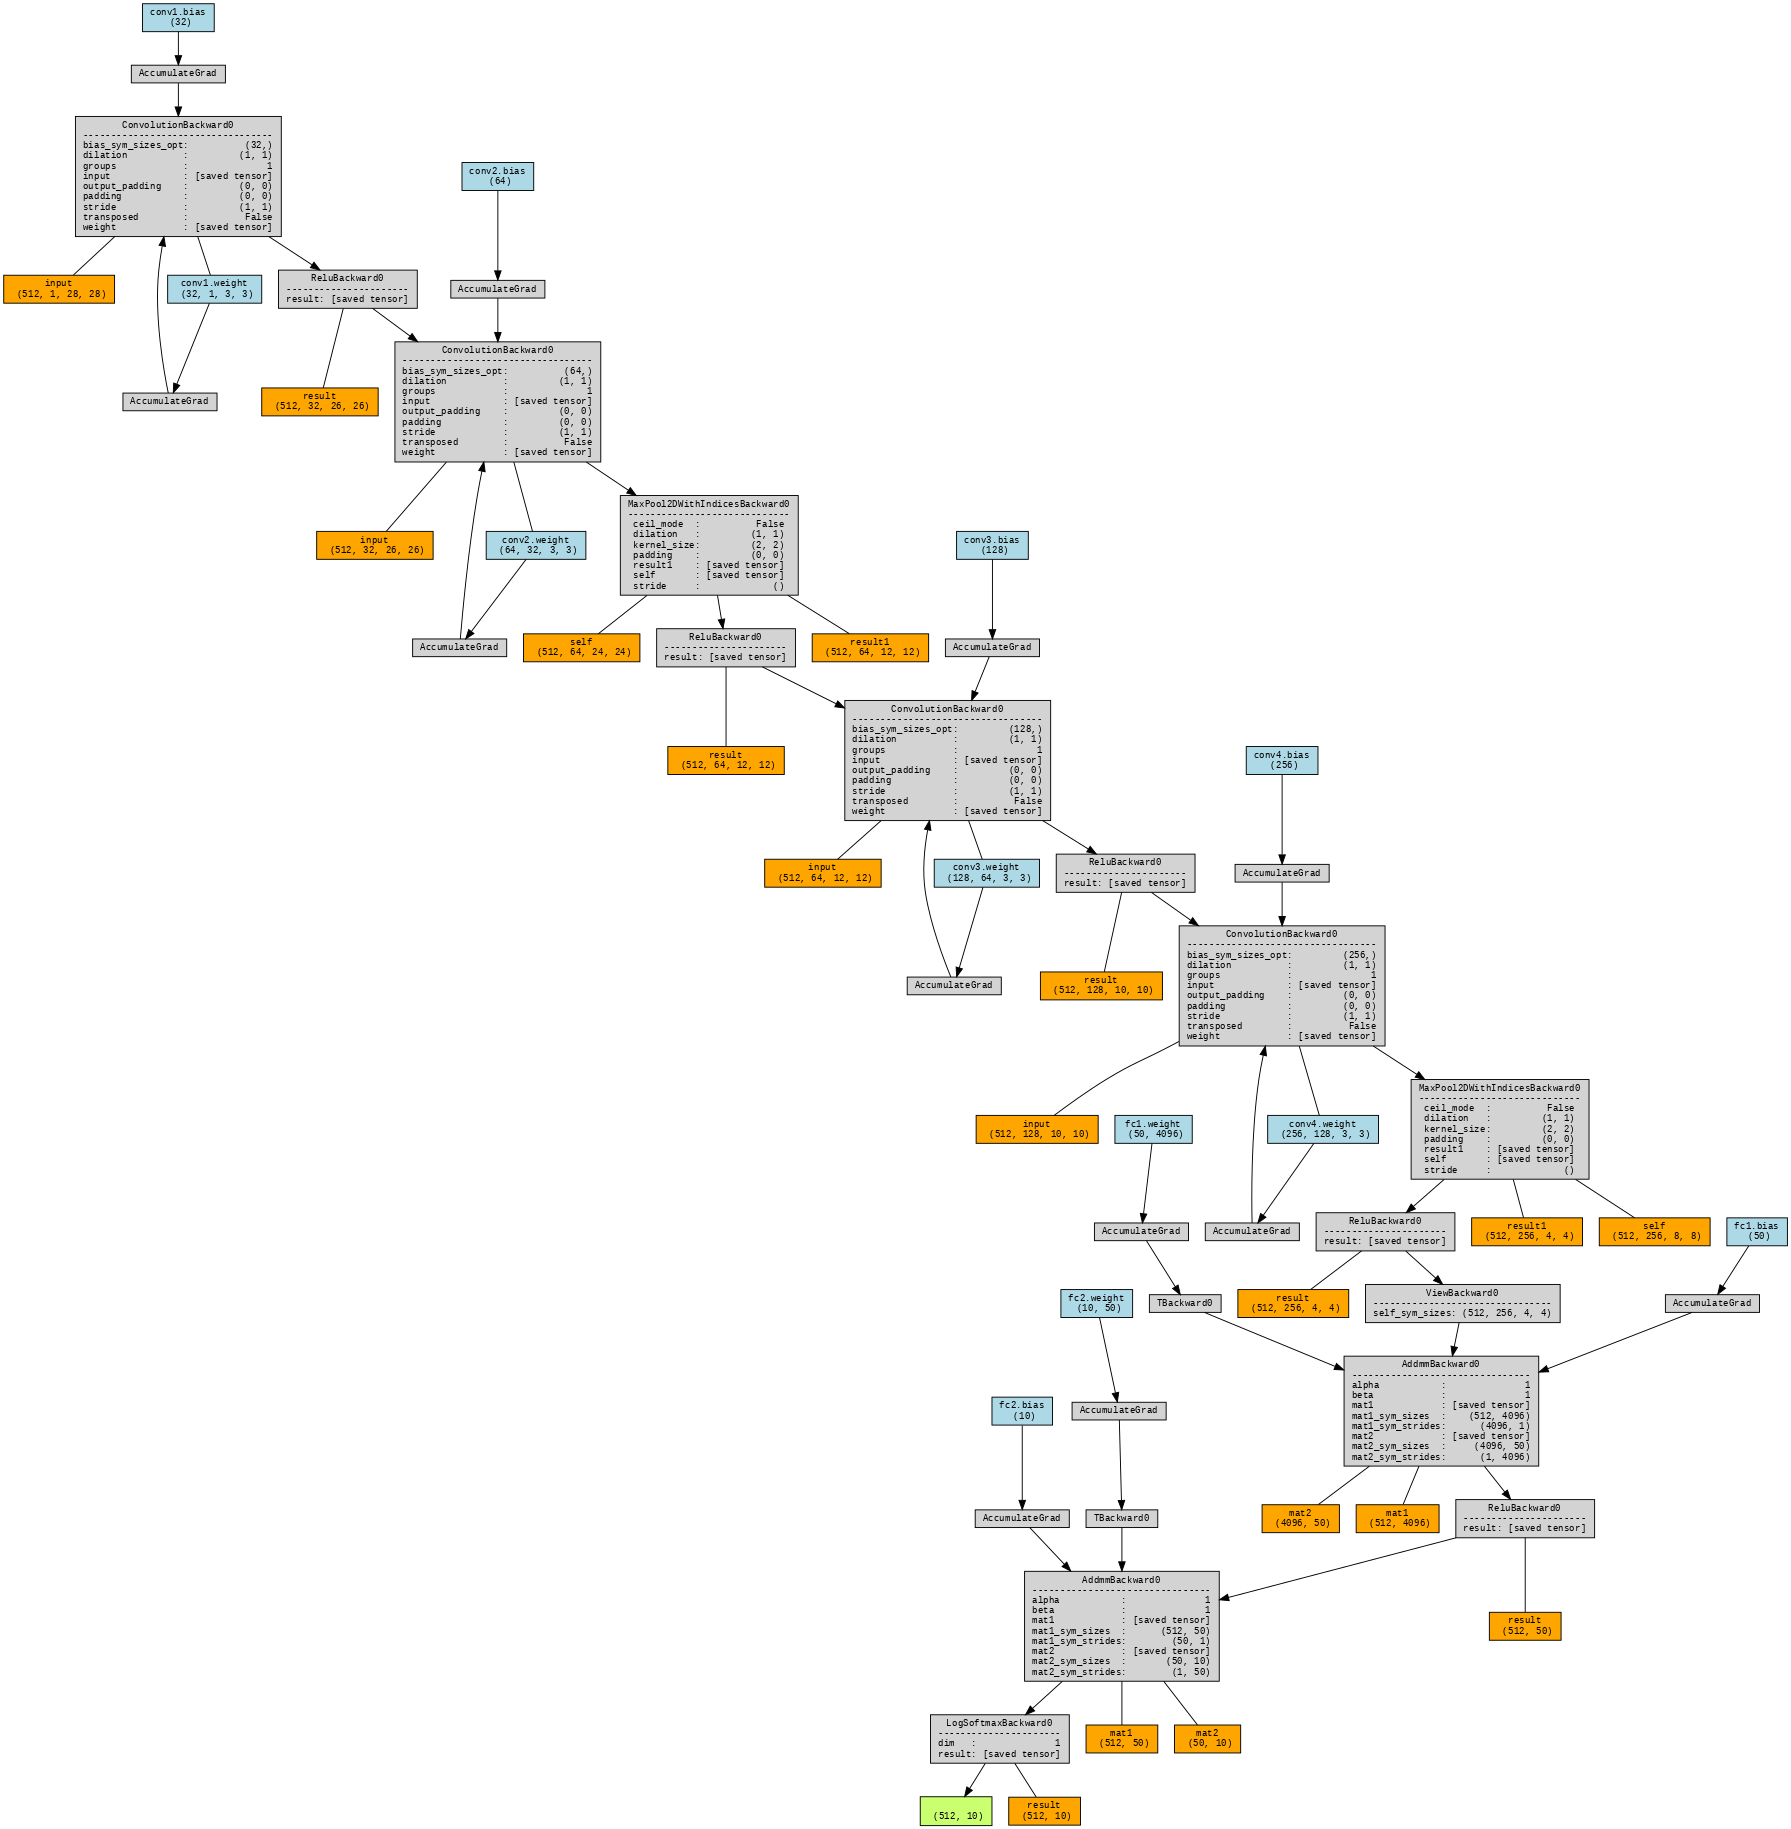 conv1.bias
(32)
AccumulateGrad
ConvolutionBackward0
----------------------------------
bias_sym_sizes_opt: (32,)
dilation : (1, 1)
groups : 1
input : [saved tensor]
output_padding : (0, 0)
padding : (0, 0)
stride : (1, 1)
transposed : False
weight : [saved tensor]
input
(512, 1, 28, 28)
conv1.weight
(32, 1, 3, 3)
ReluBackward0
----------------------
result: [saved tensor]
AccumulateGrad
result
(512, 32, 26, 26)
conv2.bias
(64)
AccumulateGrad
ConvolutionBackward0
----------------------------------
bias_sym_sizes_opt: (64,)
dilation : (1, 1)
groups : 1
input : [saved tensor]
output_padding : (0, 0)
padding : (0, 0)
stride : (1, 1)
transposed : False
weight : [saved tensor]
input
(512, 32, 26, 26)
conv2.weight
(64, 32, 3, 3)
AccumulateGrad
MaxPool2DWithIndicesBackward0
-----------------------------
ceil_mode : False
dilation : (1, 1)
kernel_size: (2, 2)
padding : (0, 0)
result1 : [saved tensor]
self : [saved tensor]
stride : ()
self
(512, 64, 24, 24)
ReluBackward0
----------------------
result: [saved tensor]
result1
(512, 64, 12, 12)
result
(512, 64, 12, 12)
conv3.bias
(128)
AccumulateGrad
ConvolutionBackward0
----------------------------------
bias_sym_sizes_opt: (128,)
dilation : (1, 1)
groups : 1
input : [saved tensor]
output_padding : (0, 0)
padding : (0, 0)
stride : (1, 1)
transposed : False
weight : [saved tensor]
input
(512, 64, 12, 12)
conv3.weight
(128, 64, 3, 3)
AccumulateGrad
ReluBackward0
----------------------
result: [saved tensor]
result
(512, 128, 10, 10)
conv4.bias
(256)
AccumulateGrad
ConvolutionBackward0
----------------------------------
bias_sym_sizes_opt: (256,)
dilation : (1, 1)
groups : 1
input : [saved tensor]
output_padding : (0, 0)
padding : (0, 0)
stride : (1, 1)
transposed : False
weight : [saved tensor]
input
(512, 128, 10, 10)
fc1.weight
(50, 4096)
conv4.weight
(256, 128, 3, 3)
MaxPool2DWithIndicesBackward0
-----------------------------
ceil_mode : False
dilation : (1, 1)
kernel_size: (2, 2)
padding : (0, 0)
result1 : [saved tensor]
self : [saved tensor]
stride : ()
AccumulateGrad
AccumulateGrad
ReluBackward0
----------------------
result: [saved tensor]
result1
(512, 256, 4, 4)
self
(512, 256, 8, 8)
fc1.bias
(50)
fc2.weight
(10, 50)
TBackward0
result
(512, 256, 4, 4)
ViewBackward0
--------------------------------
self_sym_sizes: (512, 256, 4, 4)
AccumulateGrad
AddmmBackward0
--------------------------------
alpha : 1
beta : 1
mat1 : [saved tensor]
mat1_sym_sizes : (512, 4096)
mat1_sym_strides: (4096, 1)
mat2 : [saved tensor]
mat2_sym_sizes : (4096, 50)
mat2_sym_strides: (1, 4096)
fc2.bias
(10)
AccumulateGrad
AccumulateGrad
TBackward0
mat2
(4096, 50)
mat1
(512, 4096)
ReluBackward0
----------------------
result: [saved tensor]
AddmmBackward0
--------------------------------
alpha : 1
beta : 1
mat1 : [saved tensor]
mat1_sym_sizes : (512, 50)
mat1_sym_strides: (50, 1)
mat2 : [saved tensor]
mat2_sym_sizes : (50, 10)
mat2_sym_strides: (1, 50)
result
(512, 50)
LogSoftmaxBackward0
----------------------
dim : 1
result: [saved tensor]
mat1
(512, 50)
mat2
(50, 10)
(512, 10)
result
(512, 10)